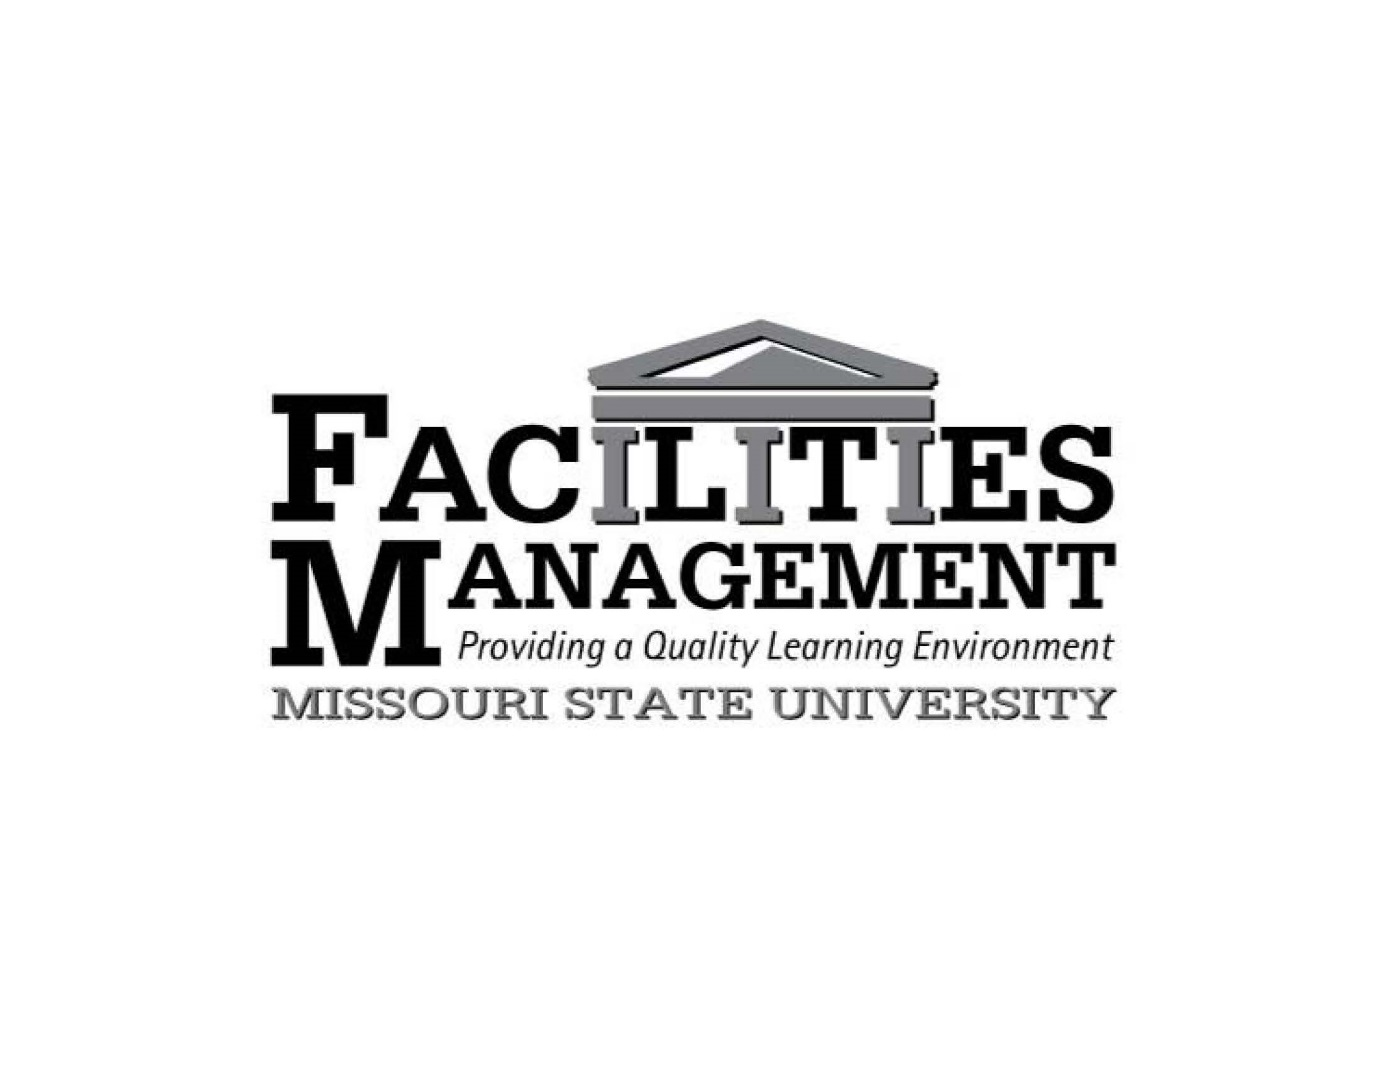 FACILITIES
MANAGEMENT
Providing a Quality Learning Environment
MISSOURI STATE UNIVERSITY